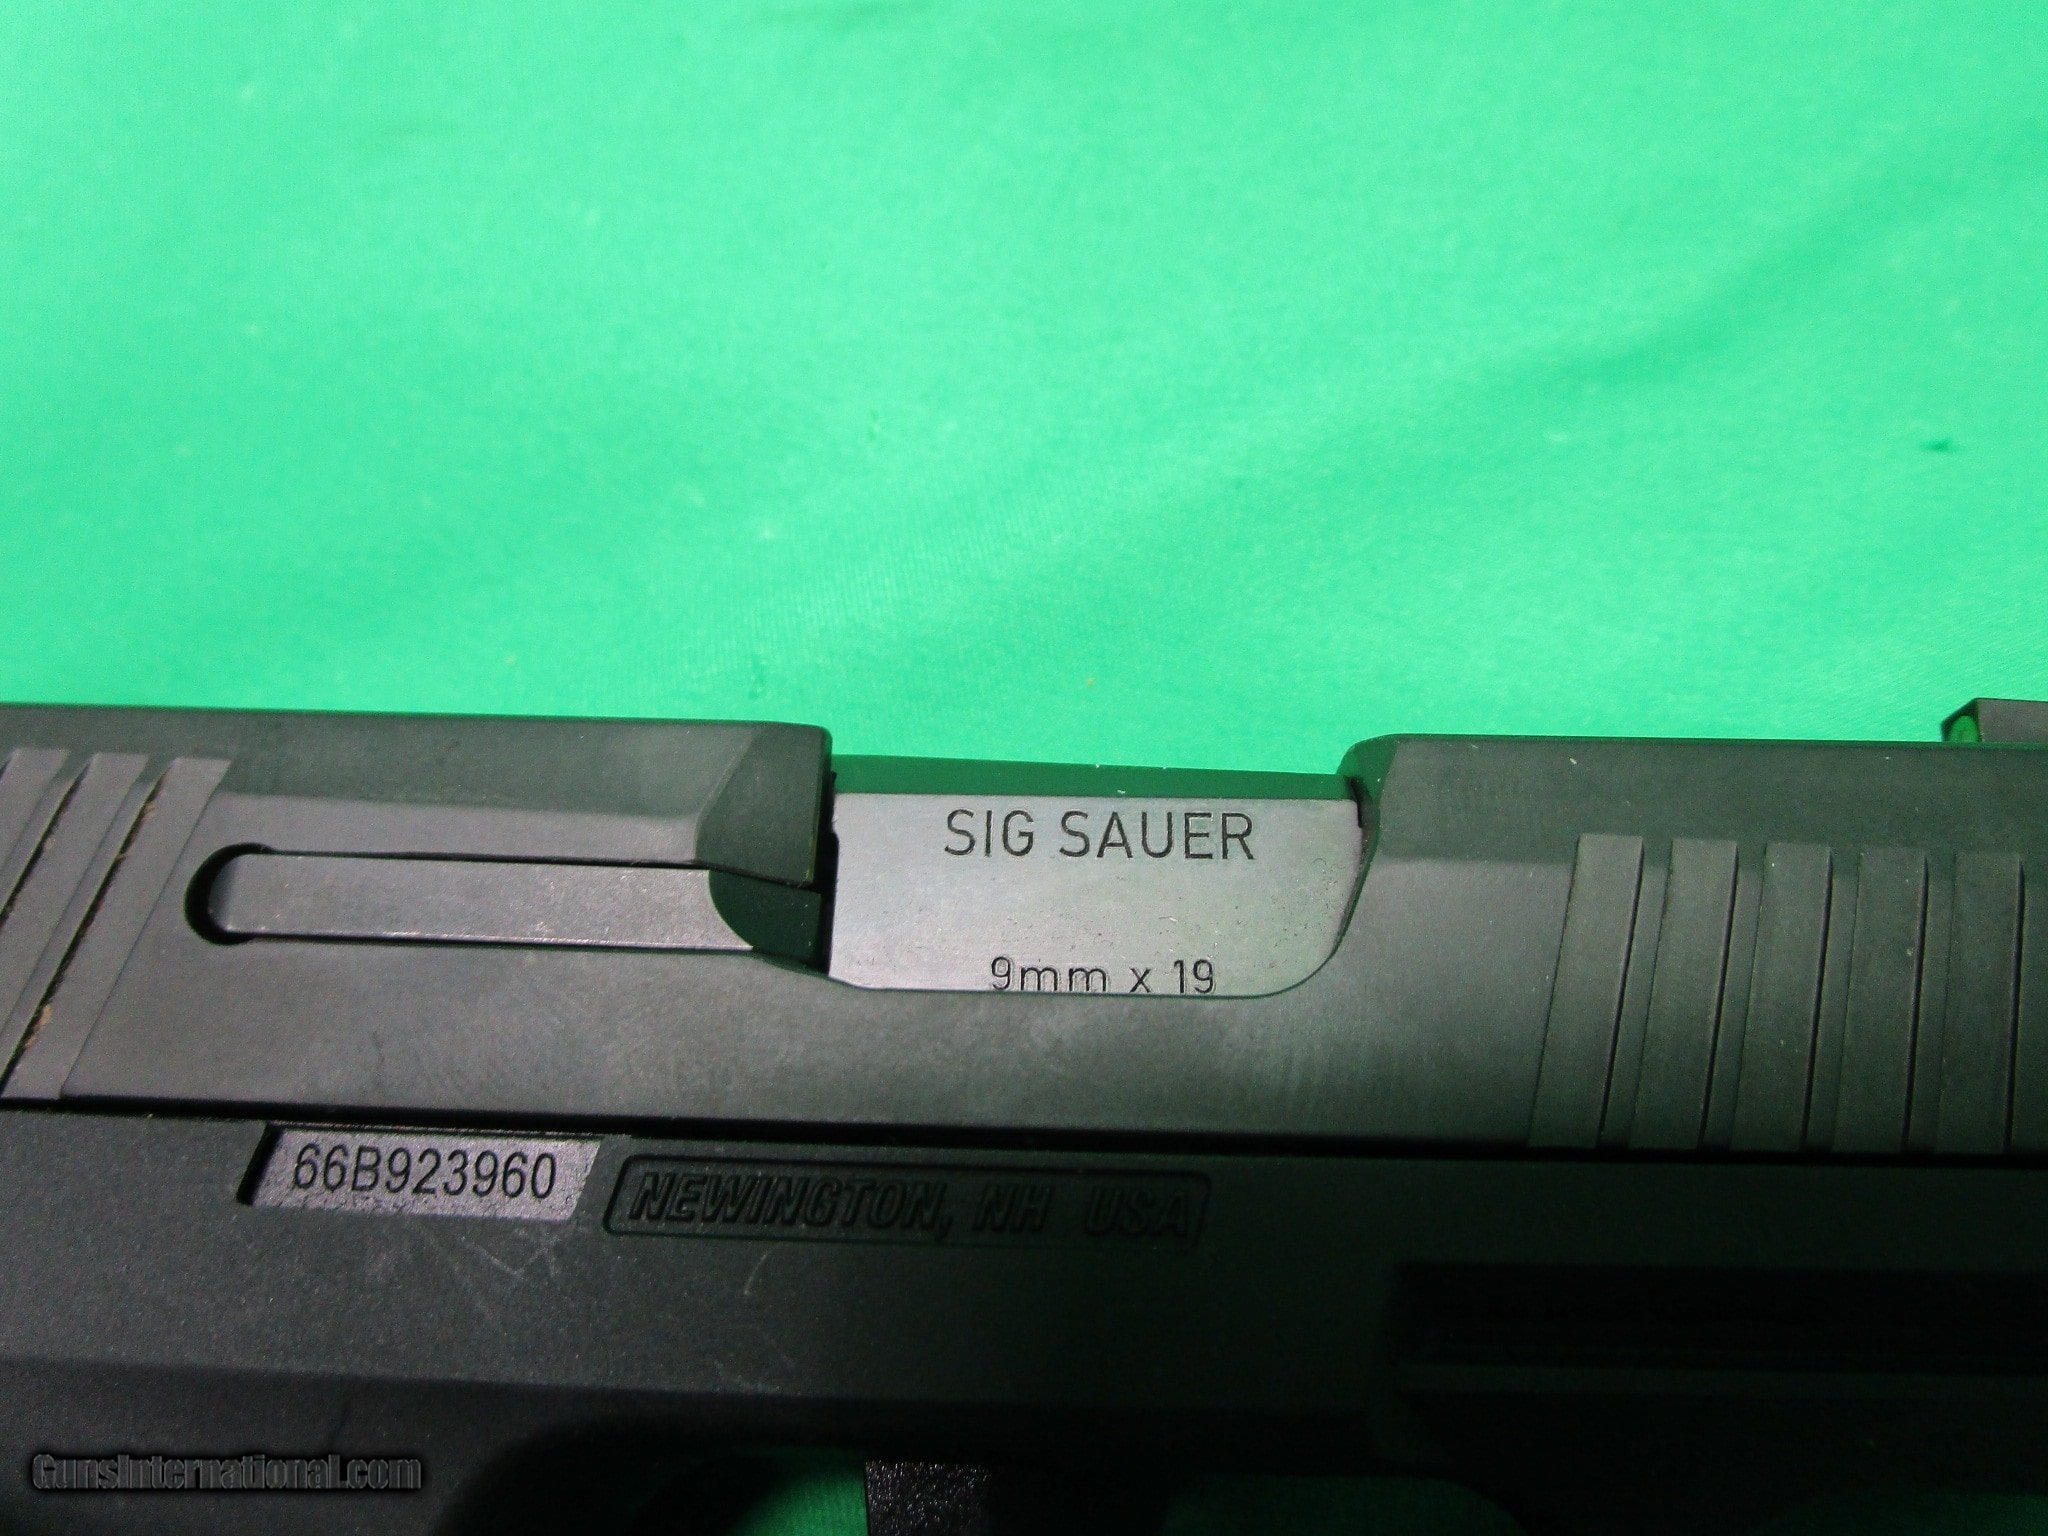 SIG SAUER
9mm x 19
66B923960
NEWINGTON, NH USA
GunsInternational.com